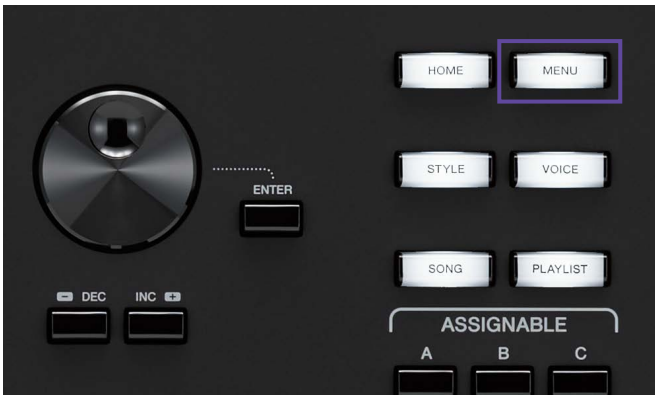 HOME
MENU
STYLE
VOICE
ENTER
SONG
PLAYLIST
- DEC
INC +
ASSIGNABLE
A
B
C